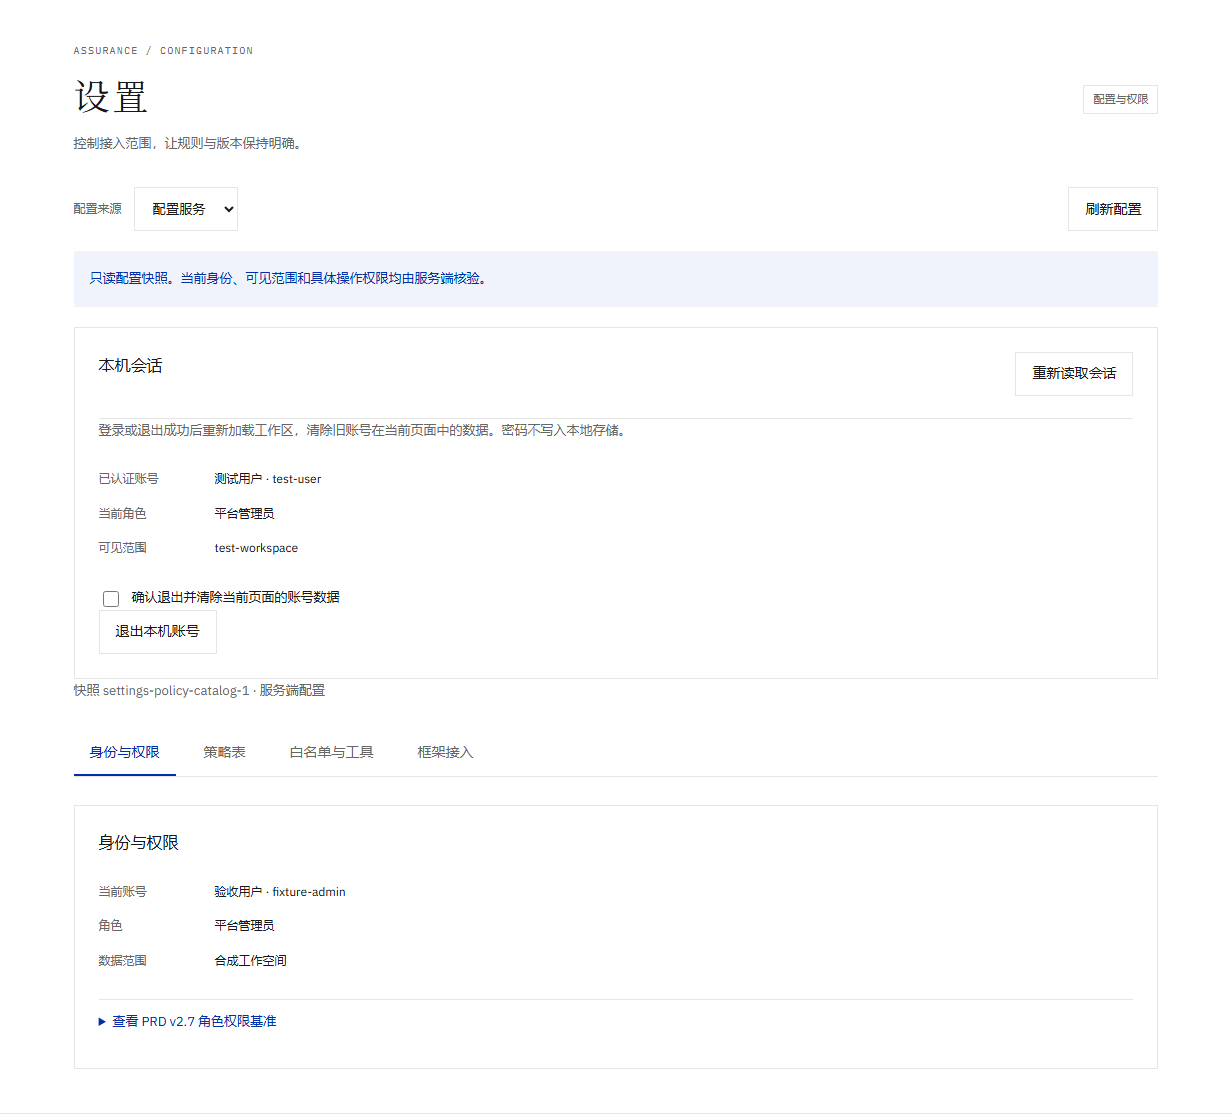 ASSURANCE / CONFIGURATION
设置
配置与权限
控制接入范围，让规则与版本保持明确。
配置来源
配置服务
刷新配置
只读配置快照。当前身份、可见范围和具体操作权限均由服务端核验。
本机会话
重新读取会话
登录或退出成功后重新加载工作区，清除旧账号在当前页面中的数据。密码不写入本地存储。
已认证账号 测试用户 · test-user
当前角色 平台管理员
可见范围 test-workspace
确认退出并清除当前页面的账号数据
退出本机账号
快照 settings-policy-catalog-1 · 服务端配置
身份与权限 策略表 白名单与工具 框架接入
身份与权限
当前账号 验收用户 · fixture-admin
角色 平台管理员
数据范围 合成工作空间
查看 PRD v2.7 角色权限基准